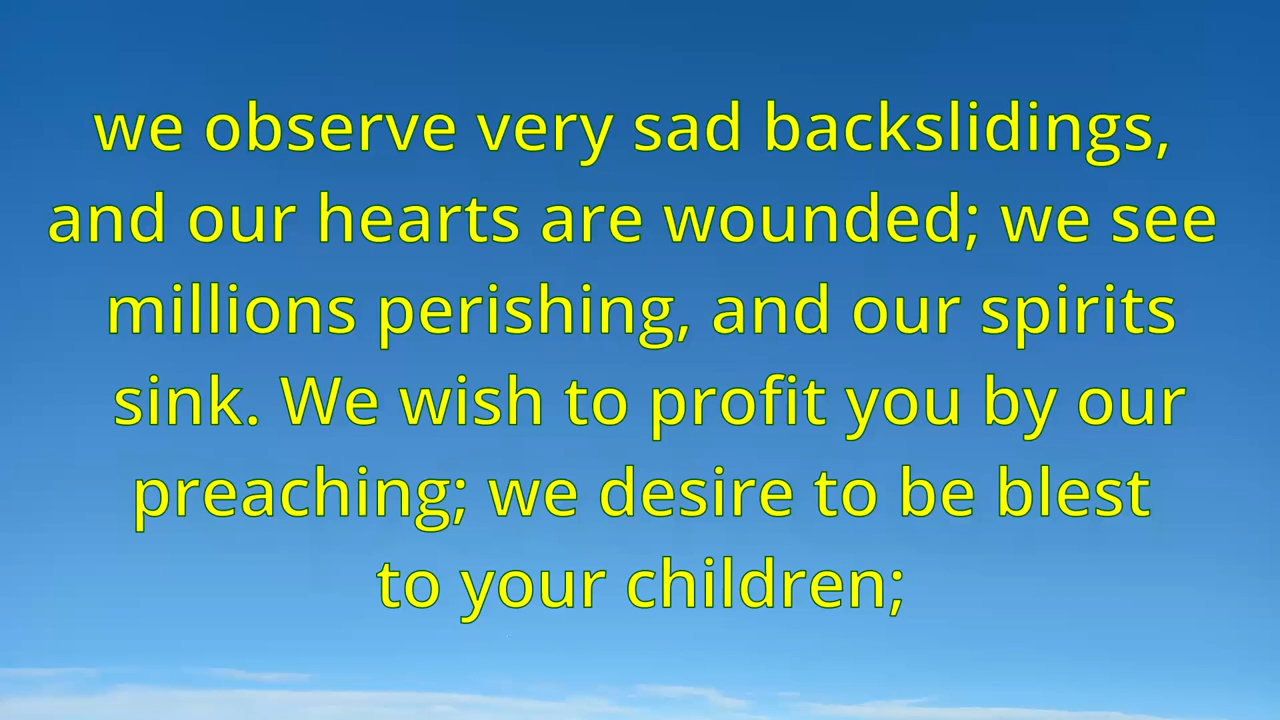 we observe very sad backslidings,
and our hearts are wounded; we see
millions perishing, and our spirits
sink. We wish to profit you by our
preaching; we desire to be blest
to your children;